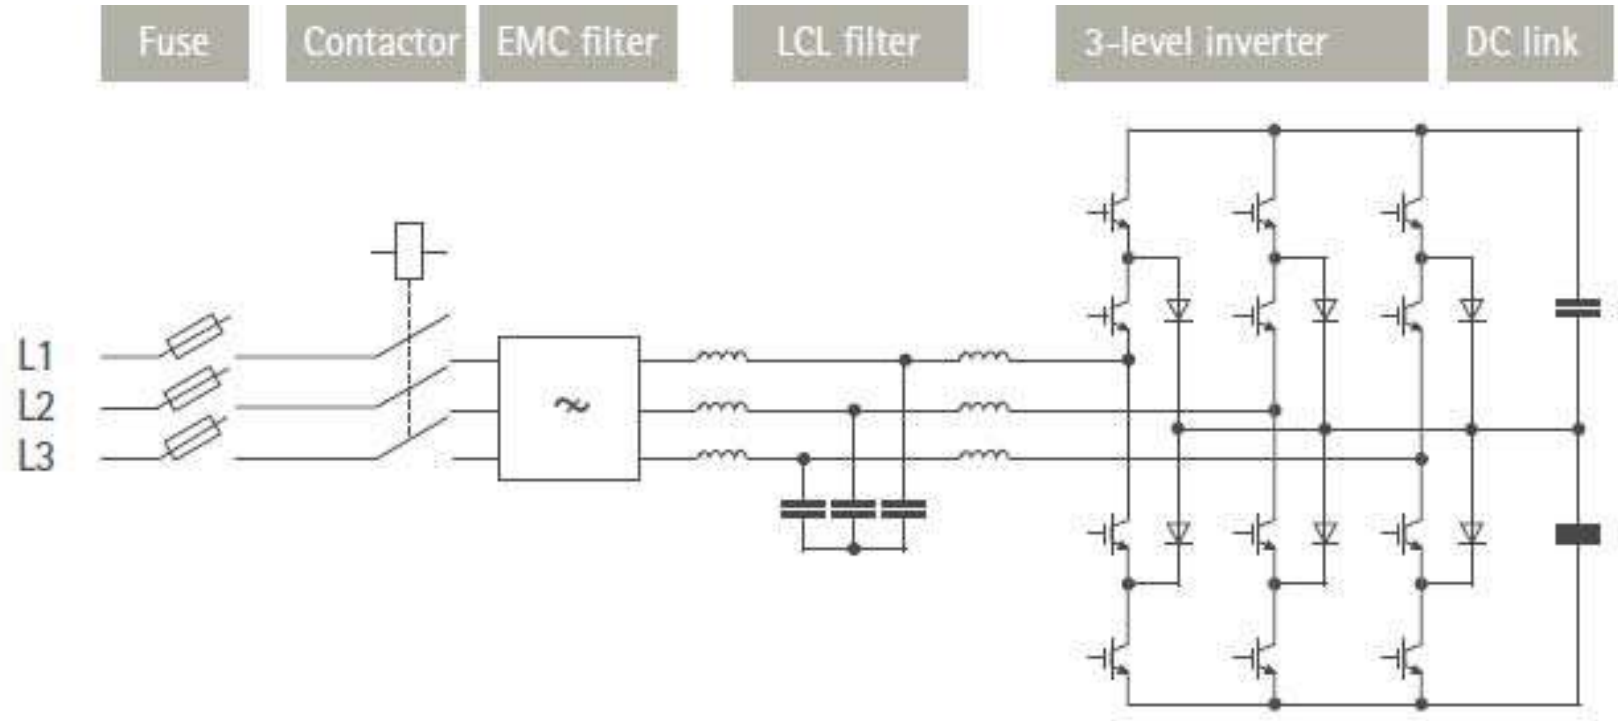 Fuse
Contactor
EMC filter
LCL filter
3-level inverter
DC link
L1
L2
L3